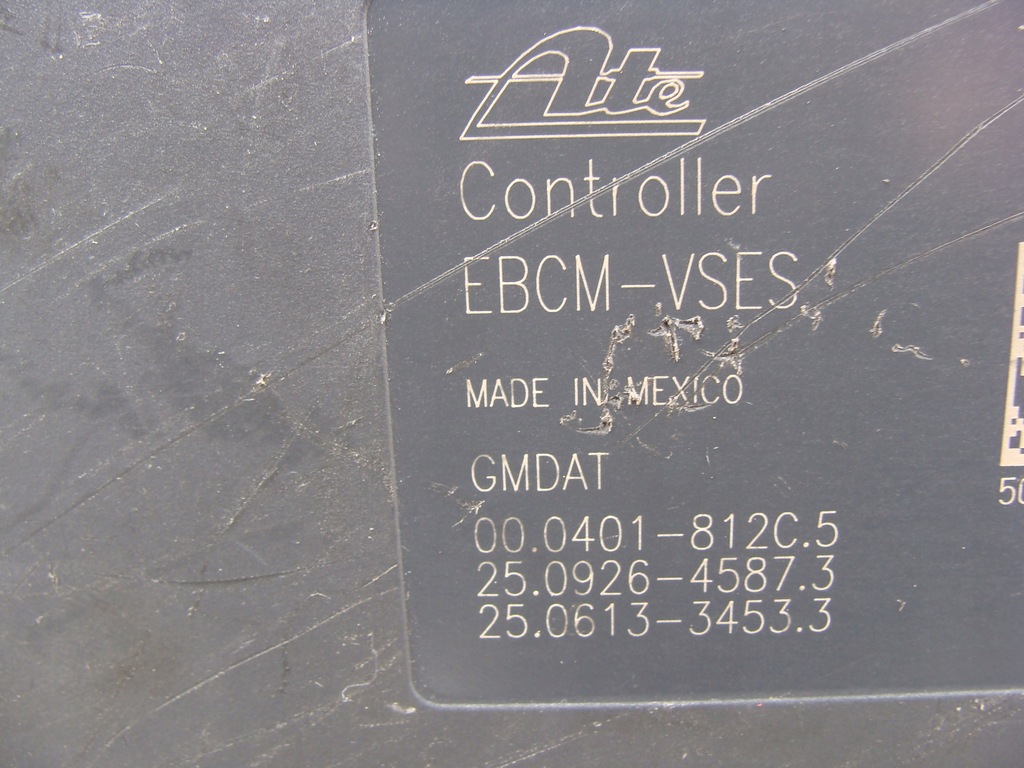 Ate
Controller
EBCM-VSES
MADE IN MEXICO
GMDAT
00.0401-812C.5
25.0926-4587.3
25.0613-3453.3
50